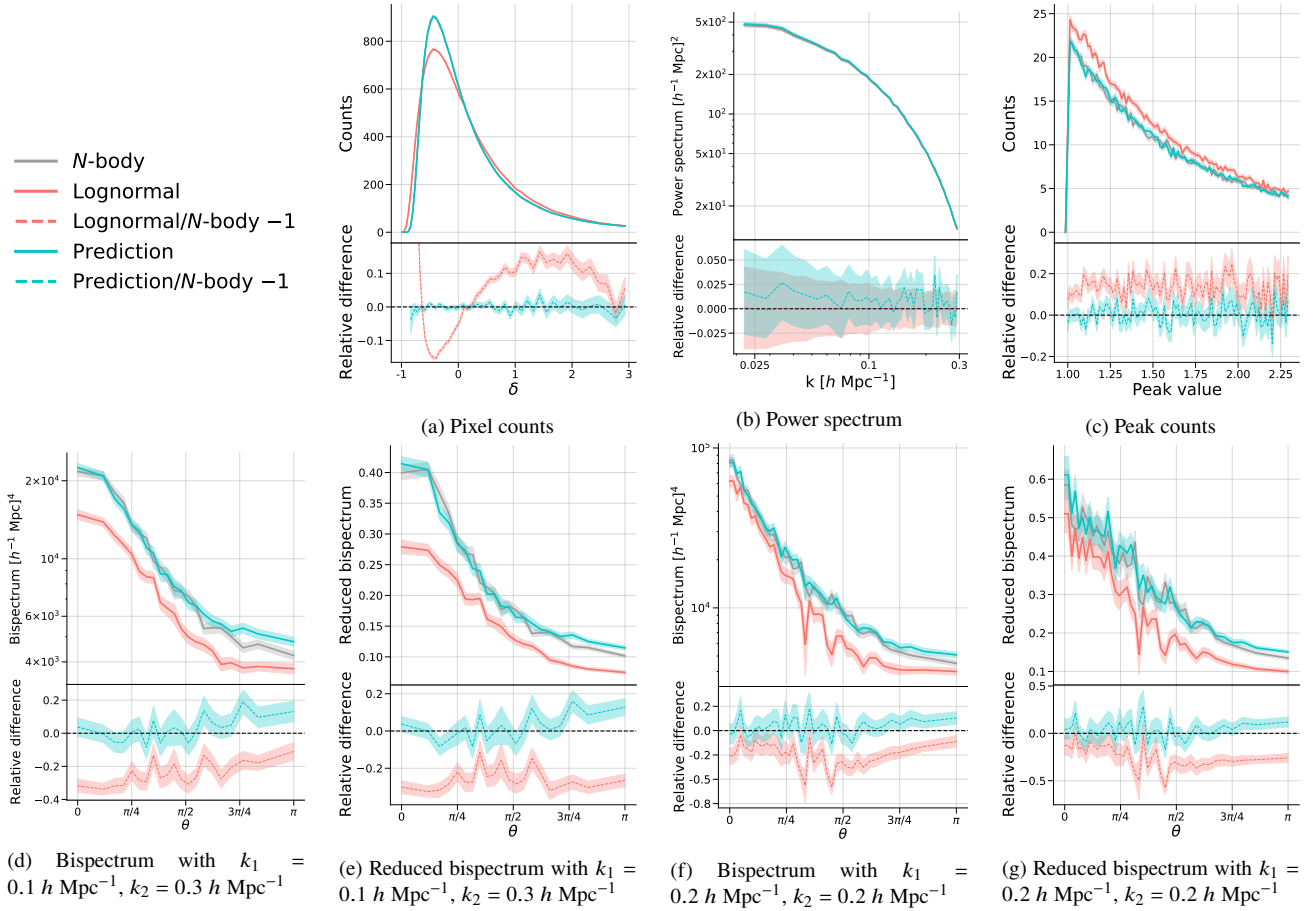 N-body
Lognormal
Lognormal/N-body −1
Prediction
Prediction/N-body −1
Counts
800
600
400
200
0
Relative difference
0.1
0.0
−0.1
-1 0 1 2 3
δ
(a) Pixel counts
Power spectrum [h⁻¹ Mpc]²
5×10²
2×10²
10²
5×10¹
2×10¹
Relative difference
0.050
0.025
0.000
−0.025
0.025 0.1 0.3
k [h Mpc⁻¹]
(b) Power spectrum
Counts
25
20
15
10
5
0
Relative difference
0.2
0.0
−0.2
1.00 1.25 1.50 1.75 2.00 2.25
Peak value
(c) Peak counts
Bispectrum [h⁻¹ Mpc]⁴
2×10⁴
10⁴
6×10³
4×10³
Relative difference
0.2
0.0
−0.2
−0.4
0 π/4 π/2 3π/4 π
θ
(d) Bispectrum with k₁ =
0.1 h Mpc⁻¹, k₂ = 0.3 h Mpc⁻¹
Reduced bispectrum
0.40
0.35
0.30
0.25
0.20
0.15
0.10
Relative difference
0.2
0.0
−0.2
0 π/4 π/2 3π/4 π
θ
(e) Reduced bispectrum with k₁ =
0.1 h Mpc⁻¹, k₂ = 0.3 h Mpc⁻¹
Bispectrum [h⁻¹ Mpc]⁴
10⁵
10⁴
Relative difference
0.2
0.0
−0.2
−0.5
−0.8
0 π/4 π/2 3π/4 π
θ
(f) Bispectrum with k₁ =
0.2 h Mpc⁻¹, k₂ = 0.2 h Mpc⁻¹
Reduced bispectrum
0.6
0.5
0.4
0.3
0.2
0.1
Relative difference
0.5
0.0
−0.5
0 π/4 π/2 3π/4 π
θ
(g) Reduced bispectrum with k₁ =
0.2 h Mpc⁻¹, k₂ = 0.2 h Mpc⁻¹